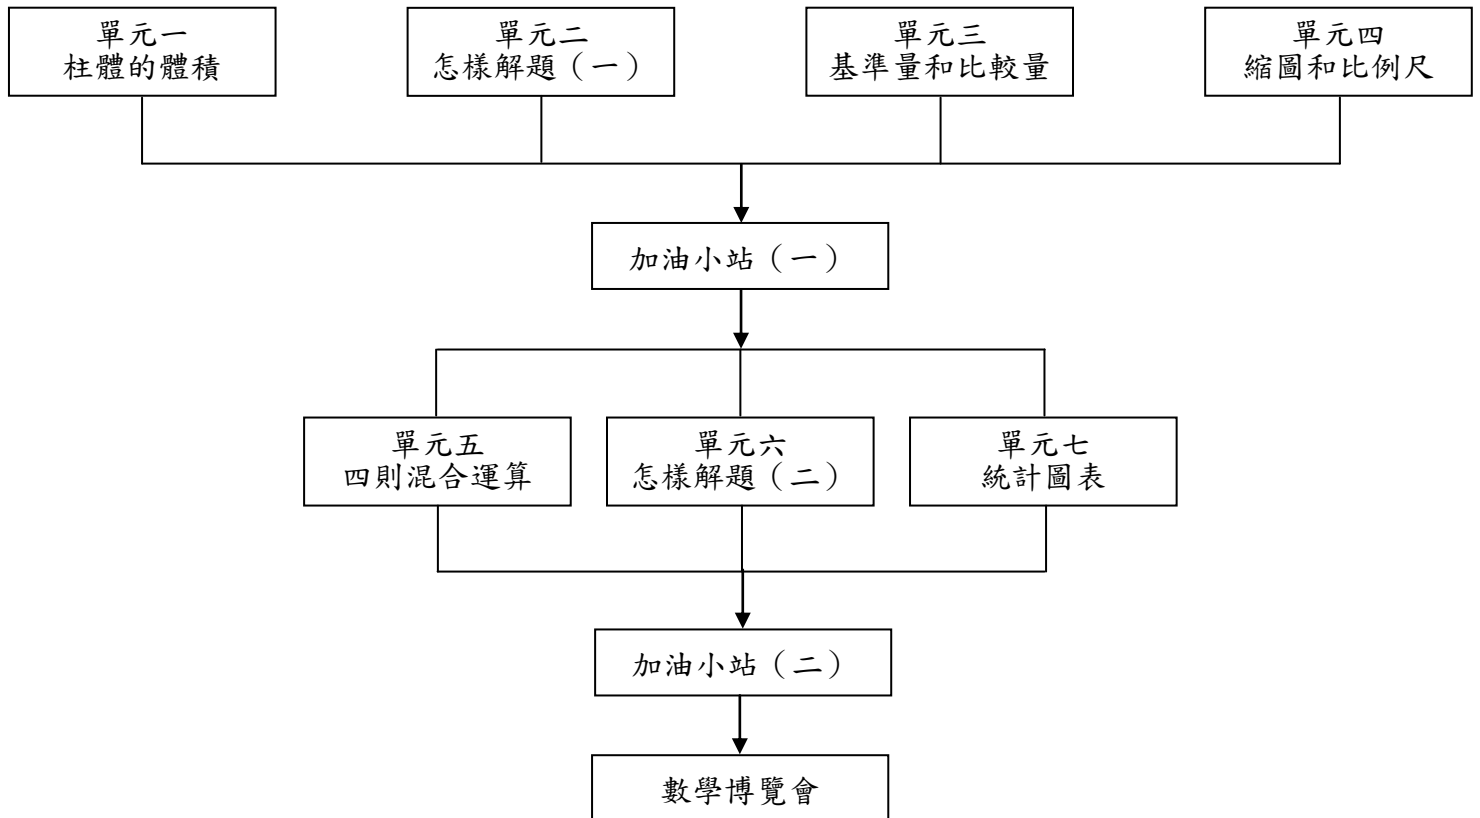 單元一
柱體的體積
單元二
怎樣解題（一）
單元三
基準量和比較量
單元四
縮圖和比例尺
加油小站（一）
單元五
四則混合運算
單元六
怎樣解題（二）
單元七
統計圖表
加油小站（二）
數學博覽會